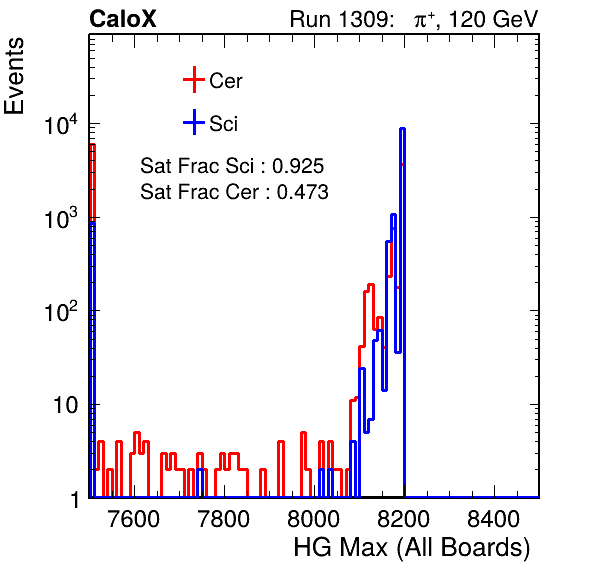 CaloX Run 1309: π⁺, 120 GeV
Events
Cer
Sci
Sat Frac Sci : 0.925
Sat Frac Cer : 0.473
10⁴
10³
10²
10
1
7600 7800 8000 8200 8400
HG Max (All Boards)